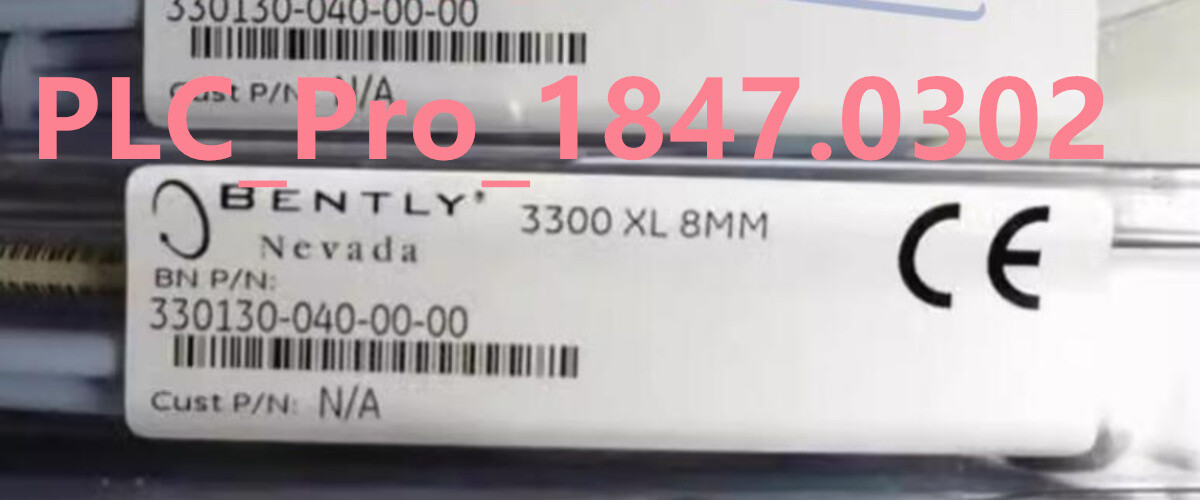 330130-040-00-00
Cust P/N: N/A
PLC_Pro_1847.0302
BENTLY
Nevada
3300 XL 8MM
CE
BN P/N:
330130-040-00-00
Cust P/N: N/A